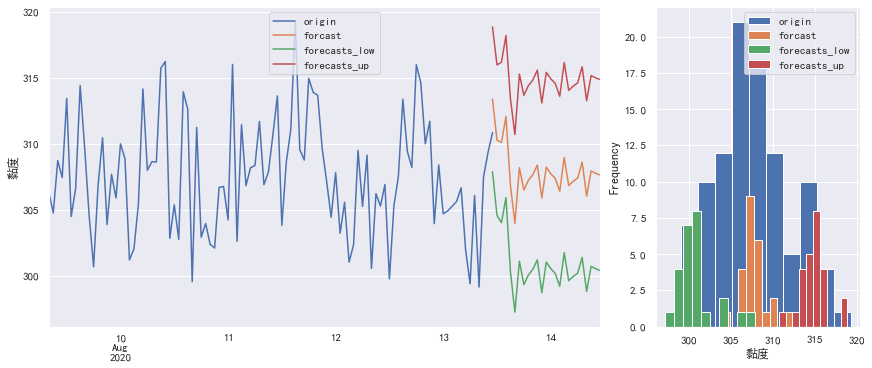 320
315
310
305
300
黏度
10
Aug
2020
11
12
13
14
origin
forcast
forecasts_low
forecasts_up
22.5
20.0
17.5
15.0
12.5
10.0
7.5
5.0
2.5
0.0
Frequency
300
305
310
315
320
黏度
origin
forcast
forecasts_low
forecasts_up